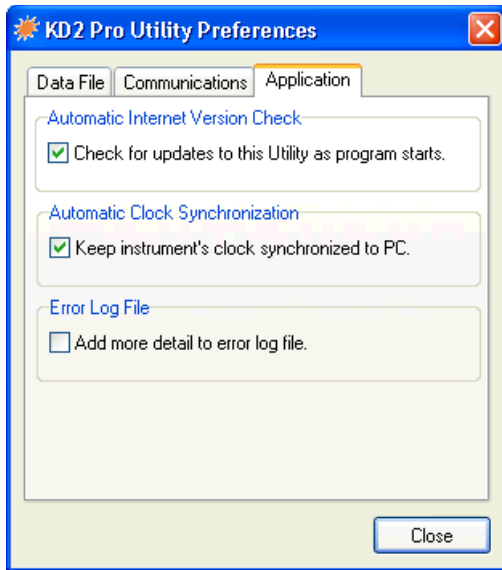 KD2 Pro Utility Preferences
Data File Communications Application
Automatic Internet Version Check
Check for updates to this Utility as program starts.
Automatic Clock Synchronization
Keep instrument's clock synchronized to PC.
Error Log File
Add more detail to error log file.
Close